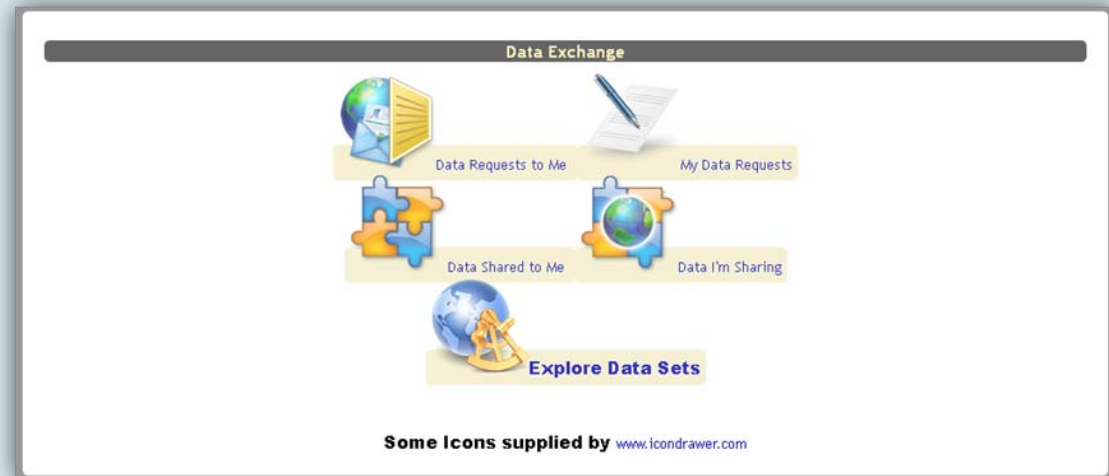 Data Exchange
Data Requests to Me
My Data Requests
Data Shared to Me
Data I'm Sharing
Explore Data Sets
Some Icons supplied by www.icondrawer.com